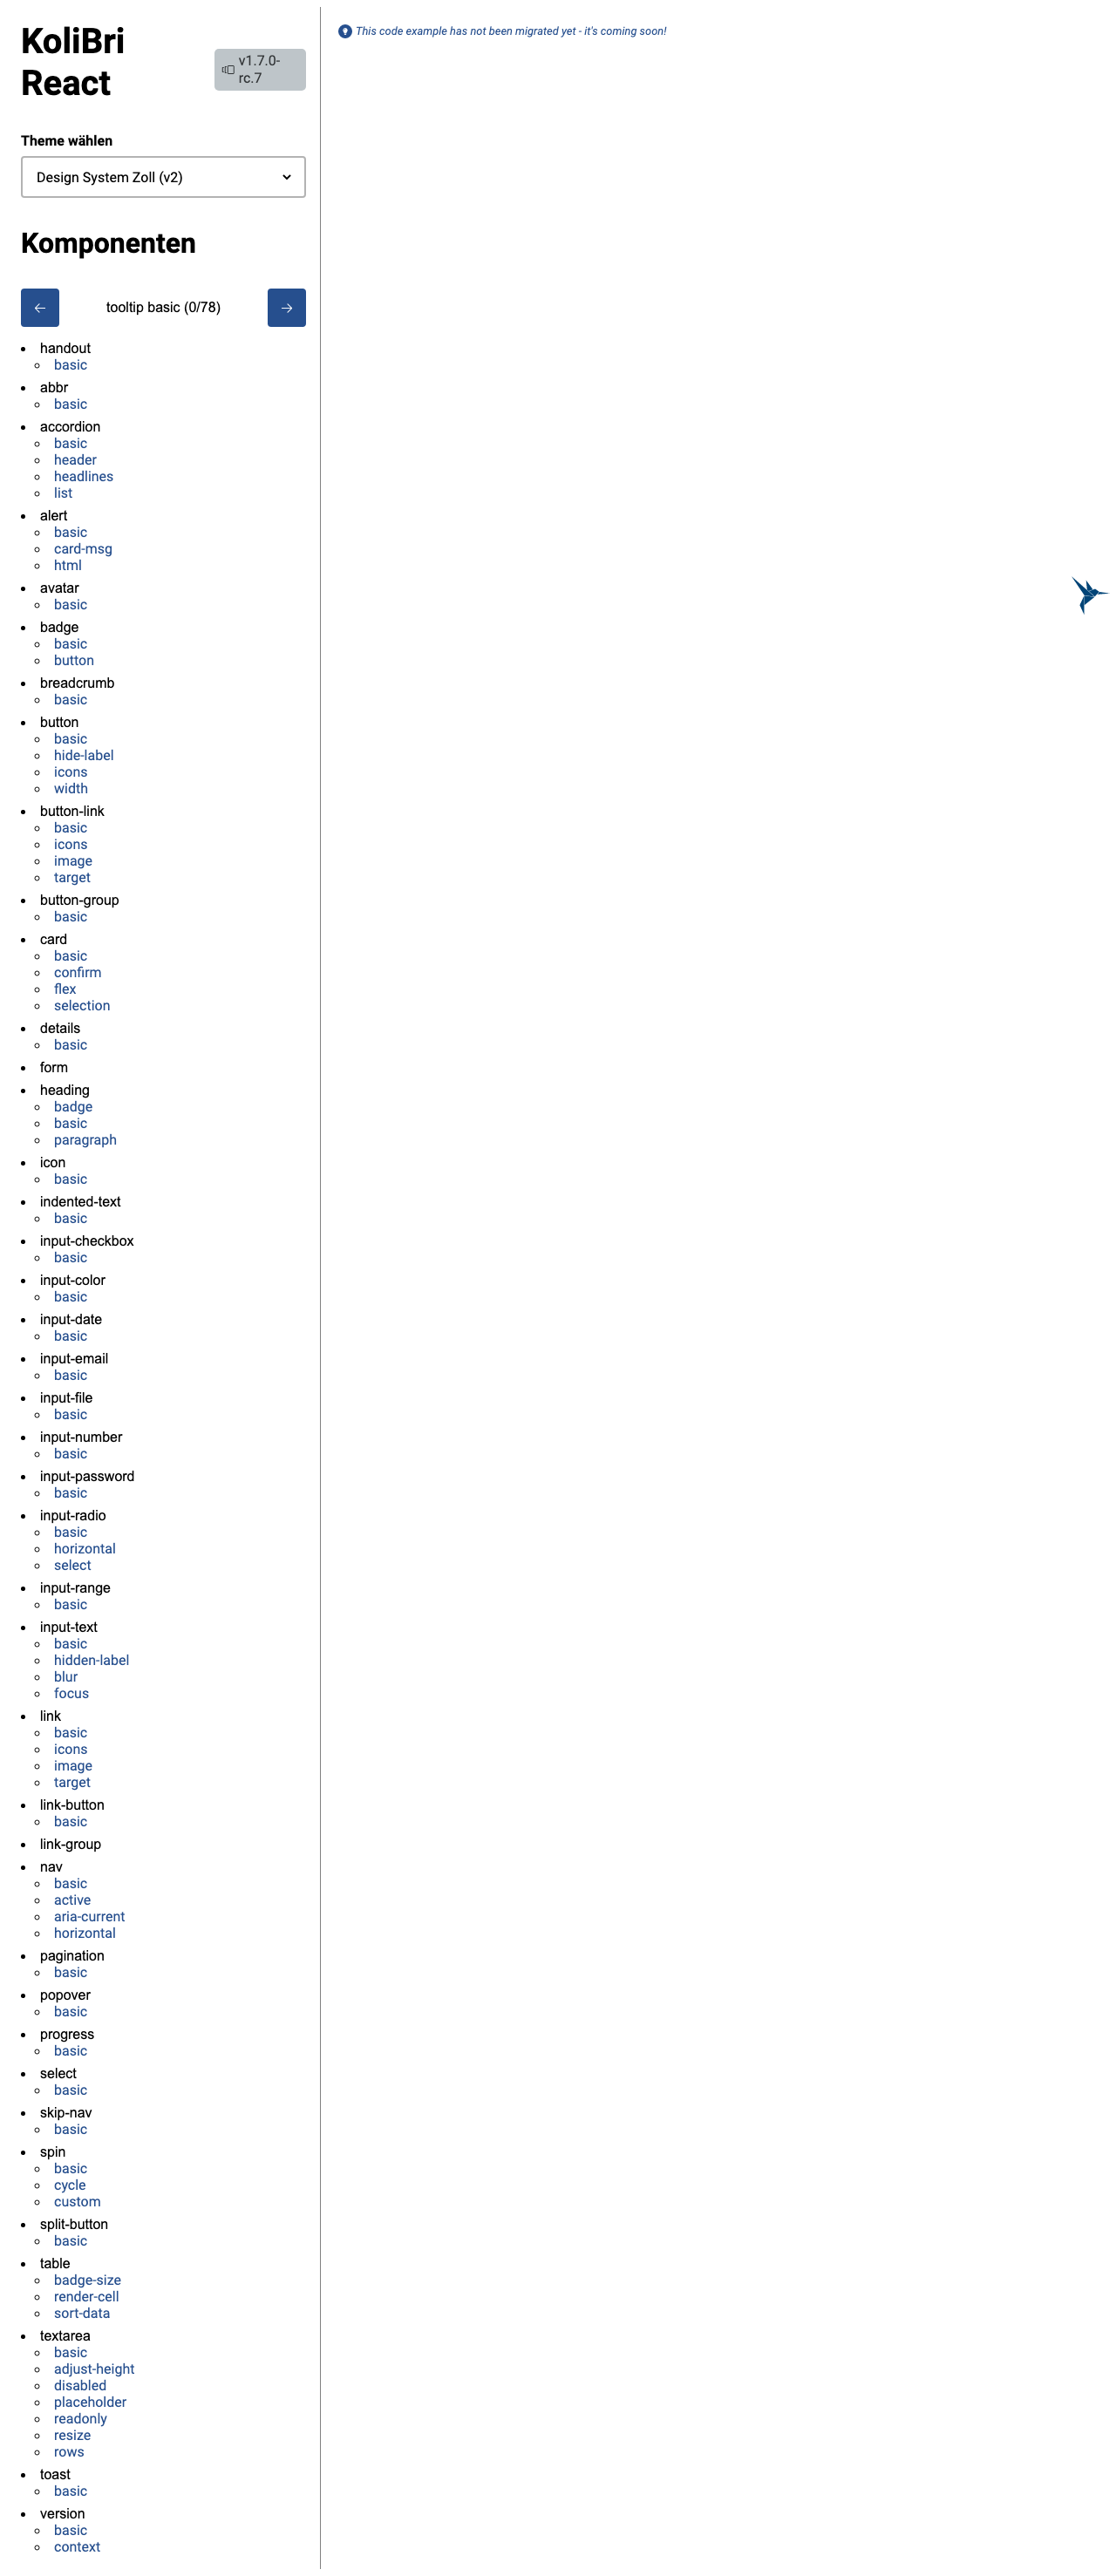 KoliBri
React
v1.7.0-
rc.7
Theme wählen
Design System Zoll (v2)
Komponenten
tooltip basic (0/78)
handout
basic
abbr
basic
accordion
basic
header
headlines
list
alert
basic
card-msg
html
avatar
basic
badge
basic
button
breadcrumb
basic
button
basic
hide-label
icons
width
button-link
basic
icons
image
target
button-group
basic
card
basic
confirm
flex
selection
details
basic
form
heading
badge
basic
paragraph
icon
basic
indented-text
basic
input-checkbox
basic
input-color
basic
input-date
basic
input-email
basic
input-file
basic
input-number
basic
input-password
basic
input-radio
basic
horizontal
select
input-range
basic
input-text
basic
hidden-label
blur
focus
link
basic
icons
image
target
link-button
basic
link-group
nav
basic
active
aria-current
horizontal
pagination
basic
popover
basic
progress
basic
select
basic
skip-nav
basic
spin
basic
cycle
custom
split-button
basic
table
badge-size
render-cell
sort-data
textarea
basic
adjust-height
disabled
placeholder
readonly
resize
rows
toast
basic
version
basic
context
This code example has not been migrated yet - it's coming soon!